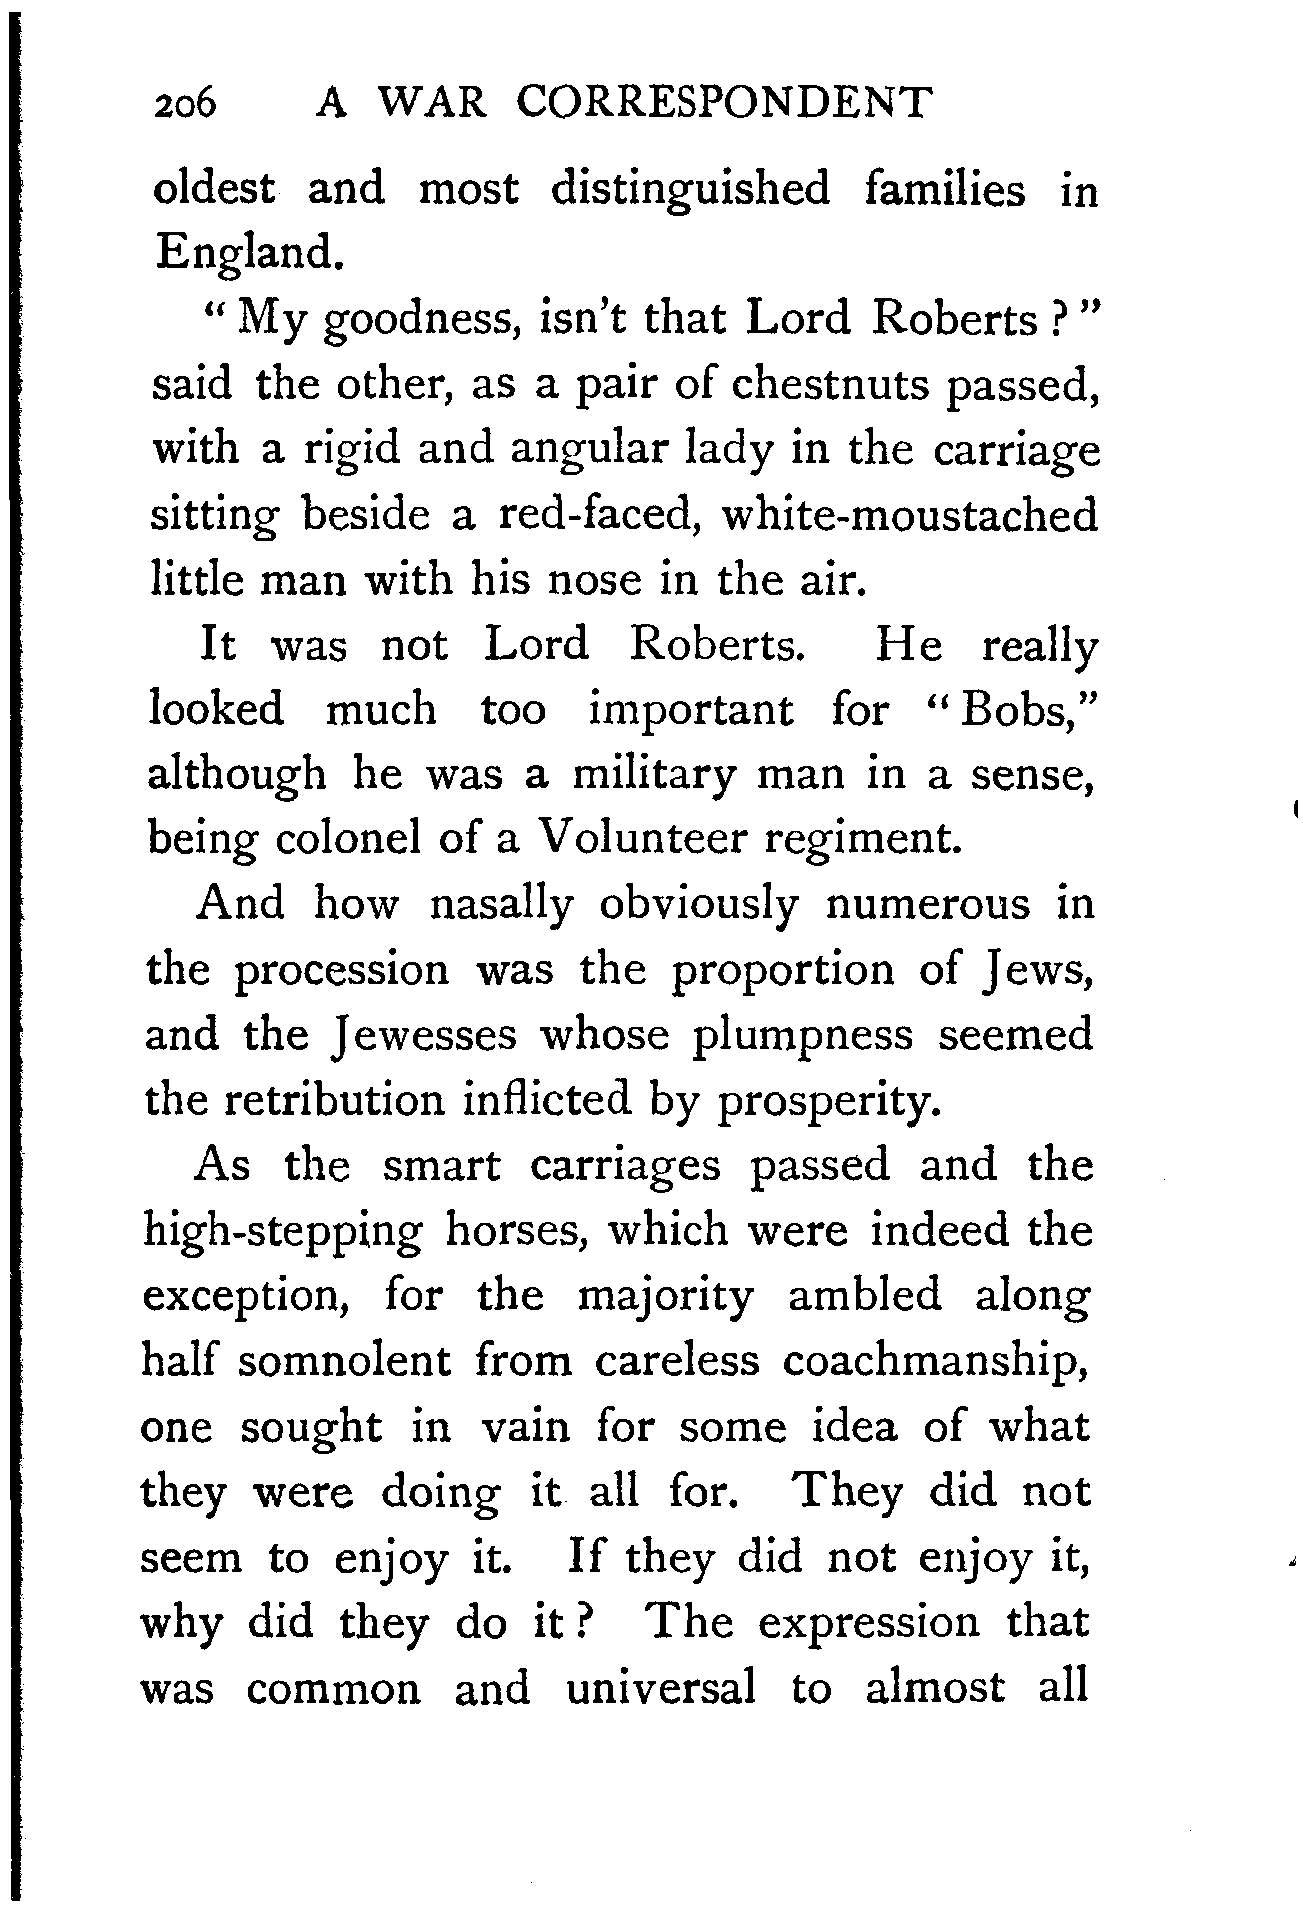 206 A WAR CORRESPONDENT
oldest and most distinguished families in
England.
" My goodness, isn't that Lord Roberts ? "
said the other, as a pair of chestnuts passed,
with a rigid and angular lady in the carriage
sitting beside a red-faced, white-moustached
little man with his nose in the air.
It was not Lord Roberts. He really
looked much too important for " Bobs,"
although he was a military man in a sense,
being colonel of a Volunteer regiment.
And how nasally obviously numerous in
the procession was the proportion of Jews,
and the Jewesses whose plumpness seemed
the retribution inflicted by prosperity.
As the smart carriages passed and the
high-stepping horses, which were indeed the
exception, for the majority ambled along
half somnolent from careless coachmanship,
one sought in vain for some idea of what
they were doing it all for. They did not
seem to enjoy it. If they did not enjoy it,
why did they do it ? The expression that
was common and universal to almost all